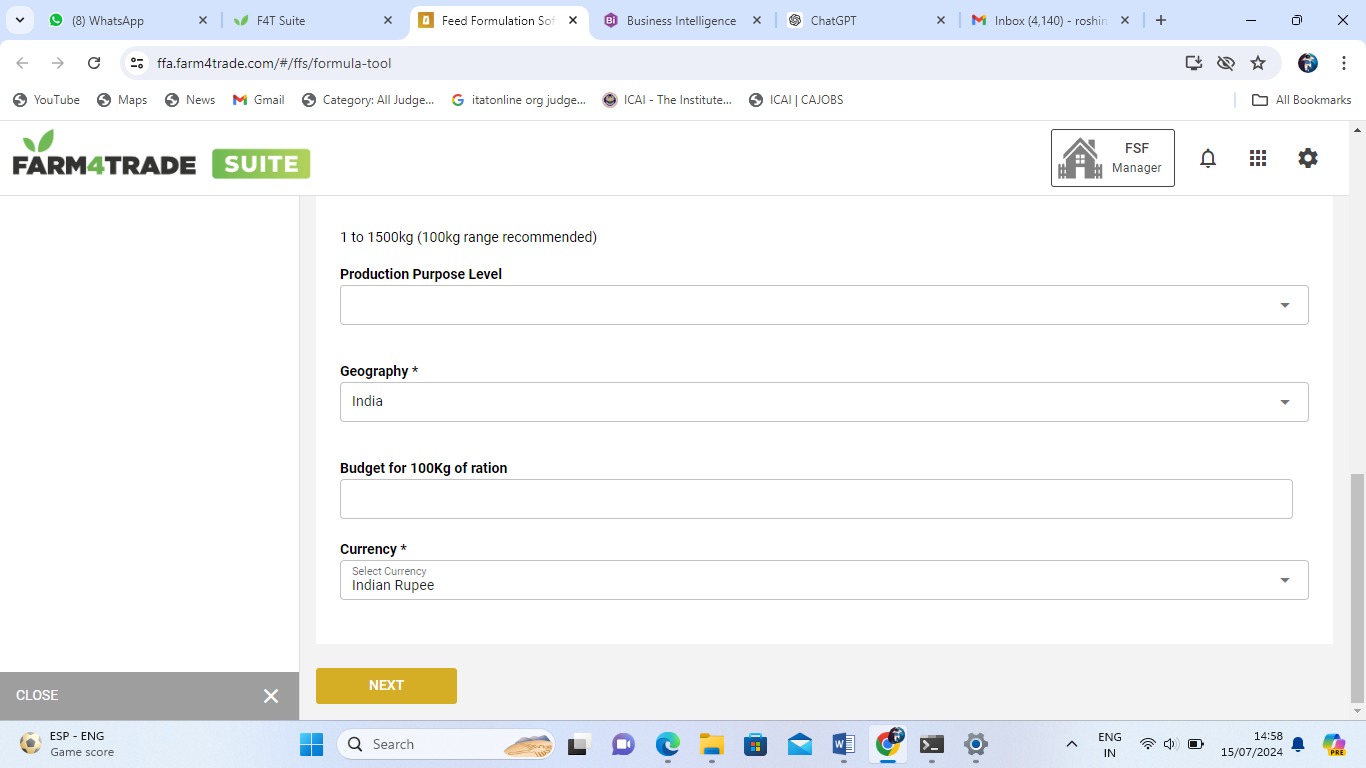 (8) WhatsApp
F4T Suite
Feed Formulation Sof
Business Intelligence
ChatGPT
Inbox (4,140) - roshin
ffa.farm4trade.com/#/ffs/formula-tool
YouTube
Maps
News
Gmail
Category: All Judge...
itatonline org judge...
ICAI - The Institute...
ICAI | CAJOBS
All Bookmarks
FARM4TRADE SUITE
FSF
Manager
1 to 1500kg (100kg range recommended)
Production Purpose Level
Geography *
India
Budget for 100Kg of ration
Currency *
Select Currency
Indian Rupee
NEXT
CLOSE
ESP - ENG
Game score
Search
ENG
IN
14:58
15/07/2024
PRE